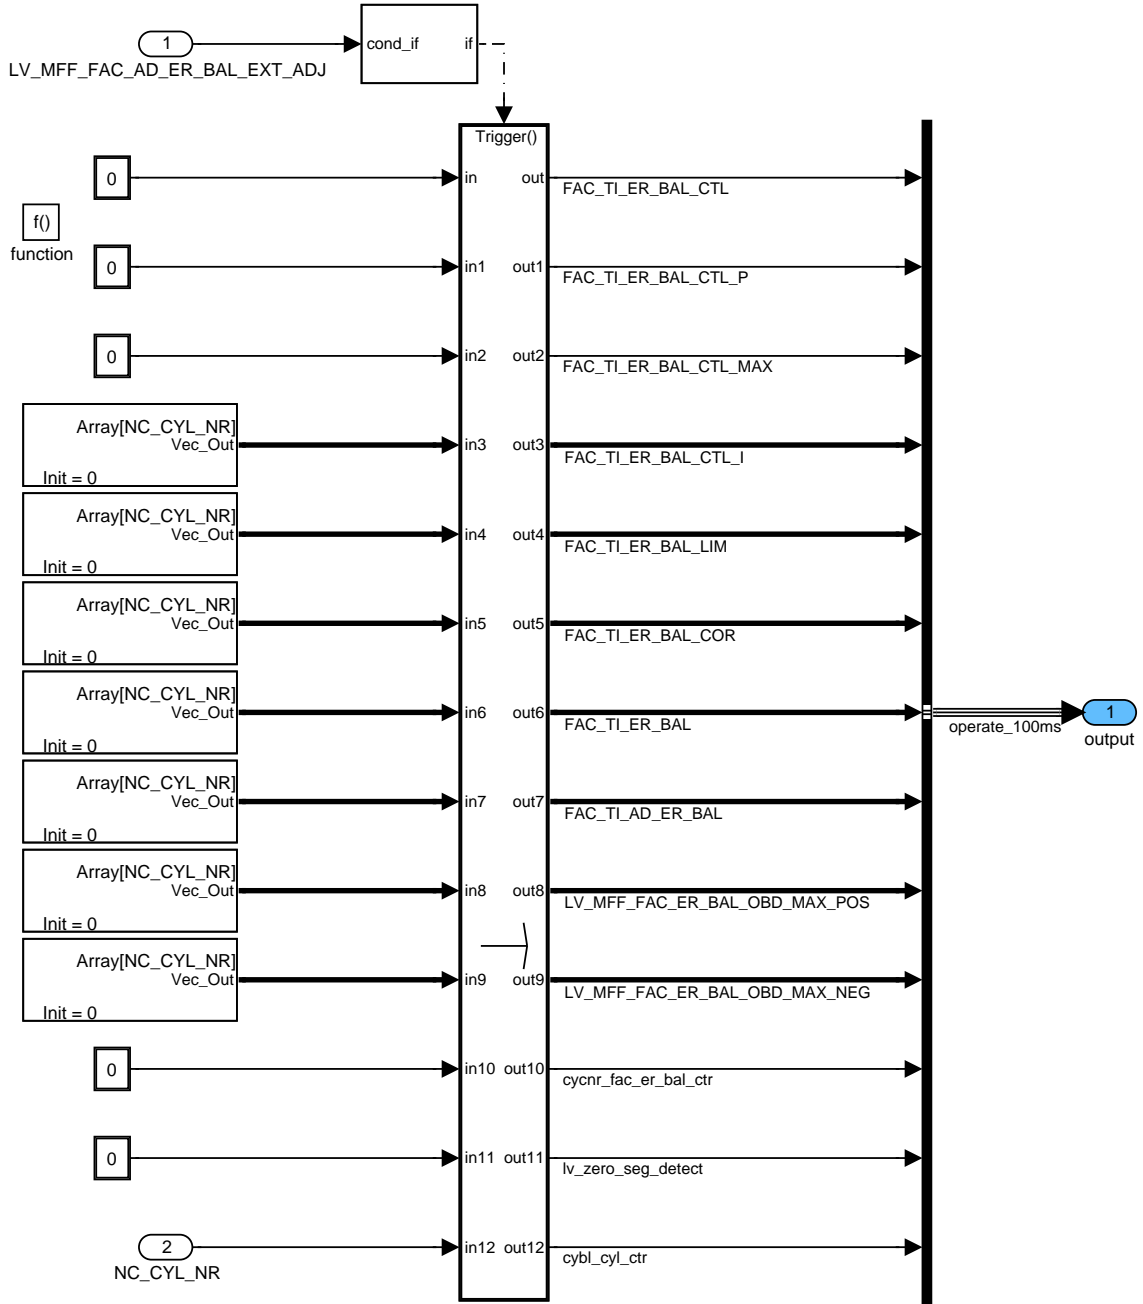 1
cond_if
if
LV_MFF_FAC_AD_ER_BAL_EXT_ADJ
Trigger()
0
in
out
FAC_TI_ER_BAL_CTL
f()
function
0
in1
out1
FAC_TI_ER_BAL_CTL_P
0
in2
out2
FAC_TI_ER_BAL_CTL_MAX
Array[NC_CYL_NR]
Vec_Out
Init = 0
in3
out3
FAC_TI_ER_BAL_CTL_I
Array[NC_CYL_NR]
Vec_Out
Init = 0
in4
out4
FAC_TI_ER_BAL_LIM
Array[NC_CYL_NR]
Vec_Out
Init = 0
in5
out5
FAC_TI_ER_BAL_COR
Array[NC_CYL_NR]
Vec_Out
Init = 0
in6
out6
FAC_TI_ER_BAL
operate_100ms
1
output
Array[NC_CYL_NR]
Vec_Out
Init = 0
in7
out7
FAC_TI_AD_ER_BAL
Array[NC_CYL_NR]
Vec_Out
Init = 0
in8
out8
LV_MFF_FAC_ER_BAL_OBD_MAX_POS
Array[NC_CYL_NR]
Vec_Out
Init = 0
in9
out9
LV_MFF_FAC_ER_BAL_OBD_MAX_NEG
0
in10
out10
cycnr_fac_er_bal_ctr
0
in11
out11
lv_zero_seg_detect
2
NC_CYL_NR
in12
out12
cybl_cyl_ctr